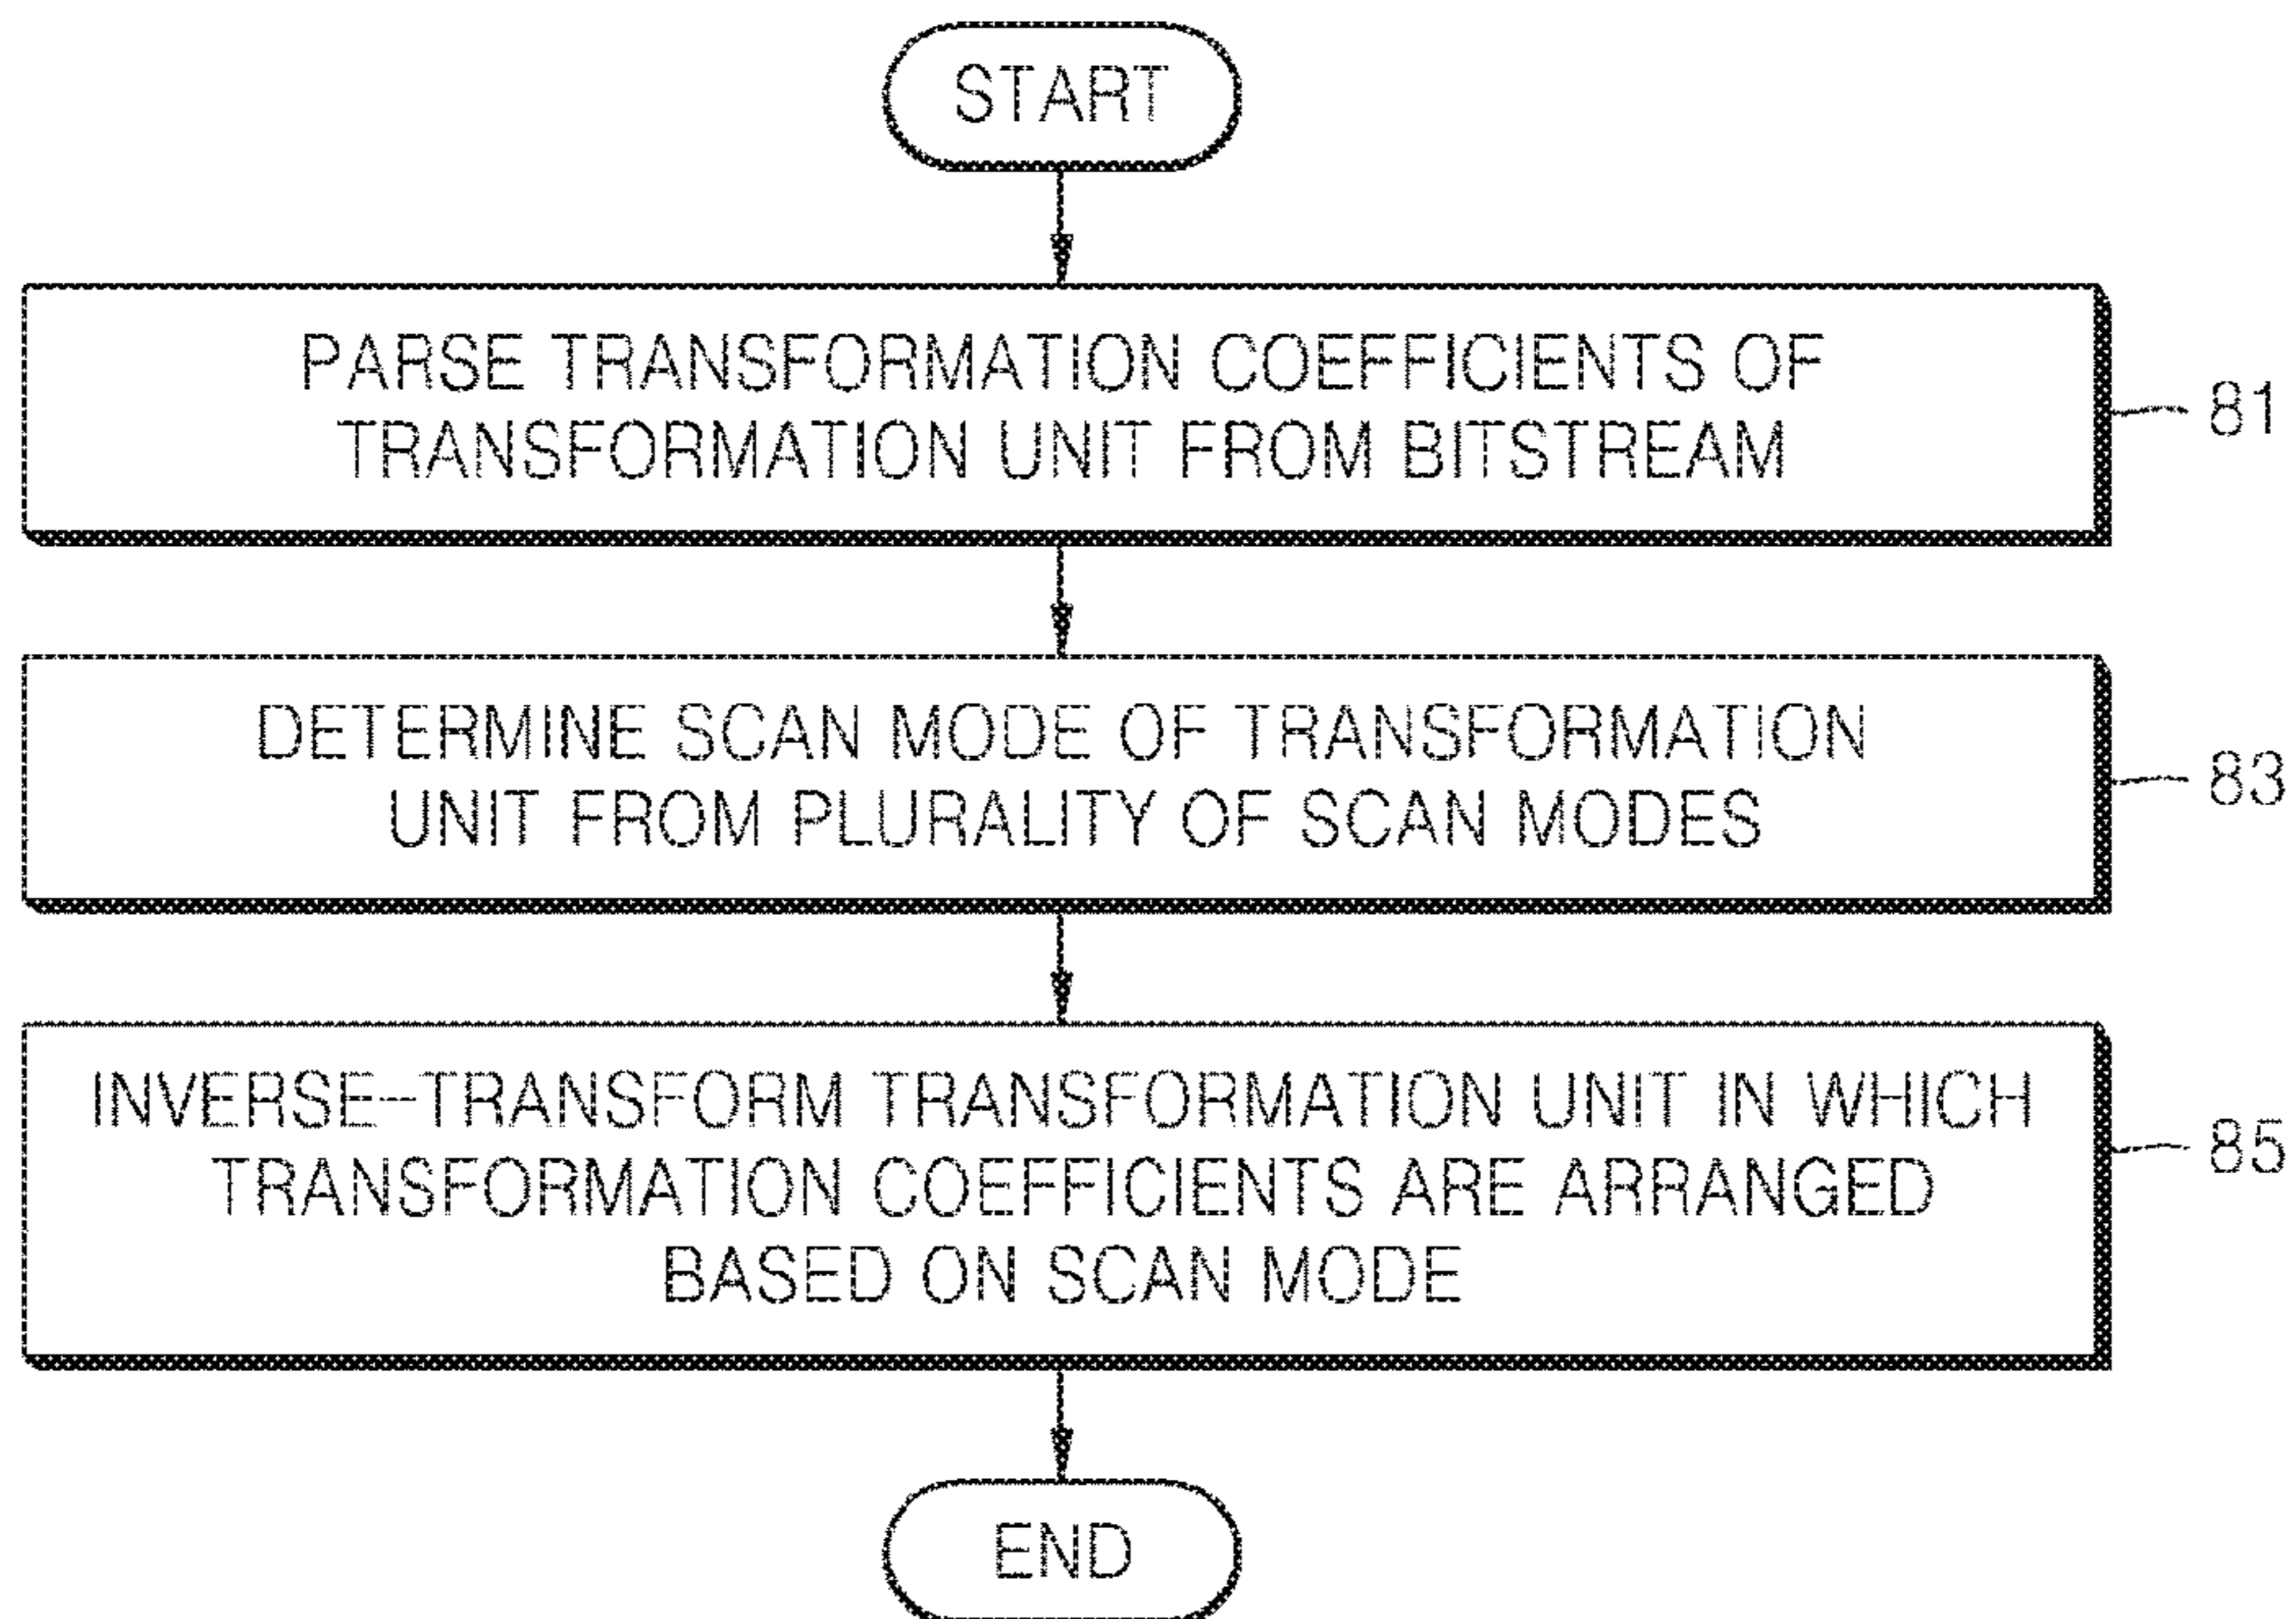 START
PARSE TRANSFORMATION COEFFICIENTS OF
TRANSFORMATION UNIT FROM BITSTREAM
81
DETERMINE SCAN MODE OF TRANSFORMATION
UNIT FROM PLURALITY OF SCAN MODES
83
INVERSE-TRANSFORM TRANSFORMATION UNIT IN WHICH
TRANSFORMATION COEFFICIENTS ARE ARRANGED
BASED ON SCAN MODE
85
END